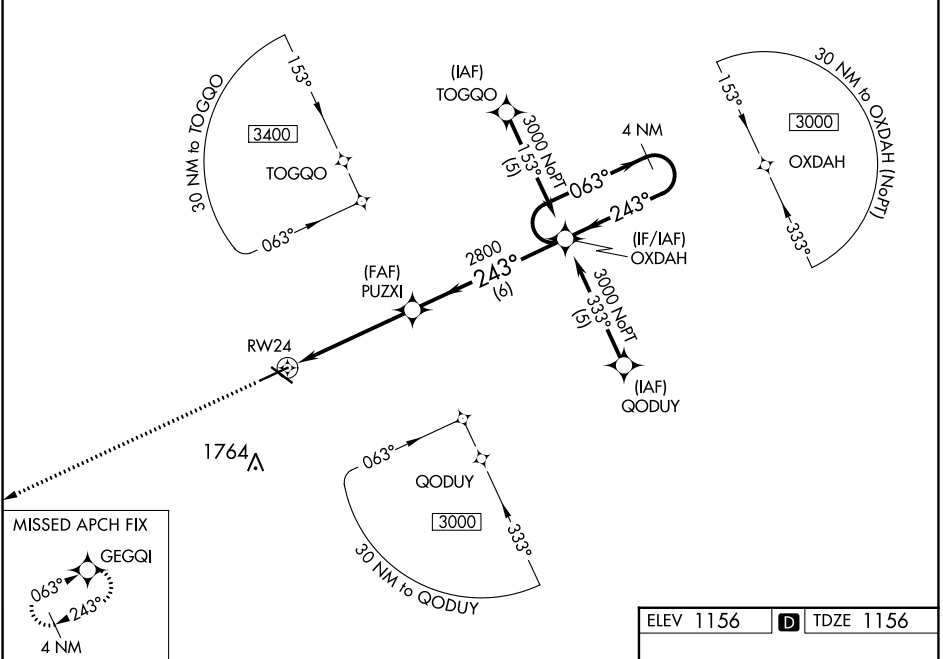 30 NM to TOGQO
153°
3400
TOGQO
063°
(IAF)
TOGQO
3000 NoPT
153°
(5)
4 NM
063°
243°
(IF/IAF)
OXDAH
30 NM to OXDAH (NoPT)
153°
3000
OXDAH
333°
2800
243°
(6)
(FAF)
PUZXI
3000 NoPT
333°
(5)
(IAF)
QODUY
RW24
1764
063°
QODUY
3000
333°
30 NM to QODUY
MISSED APCH FIX
GEGQI
063°
243°
4 NM
ELEV 1156 D TDZE 1156